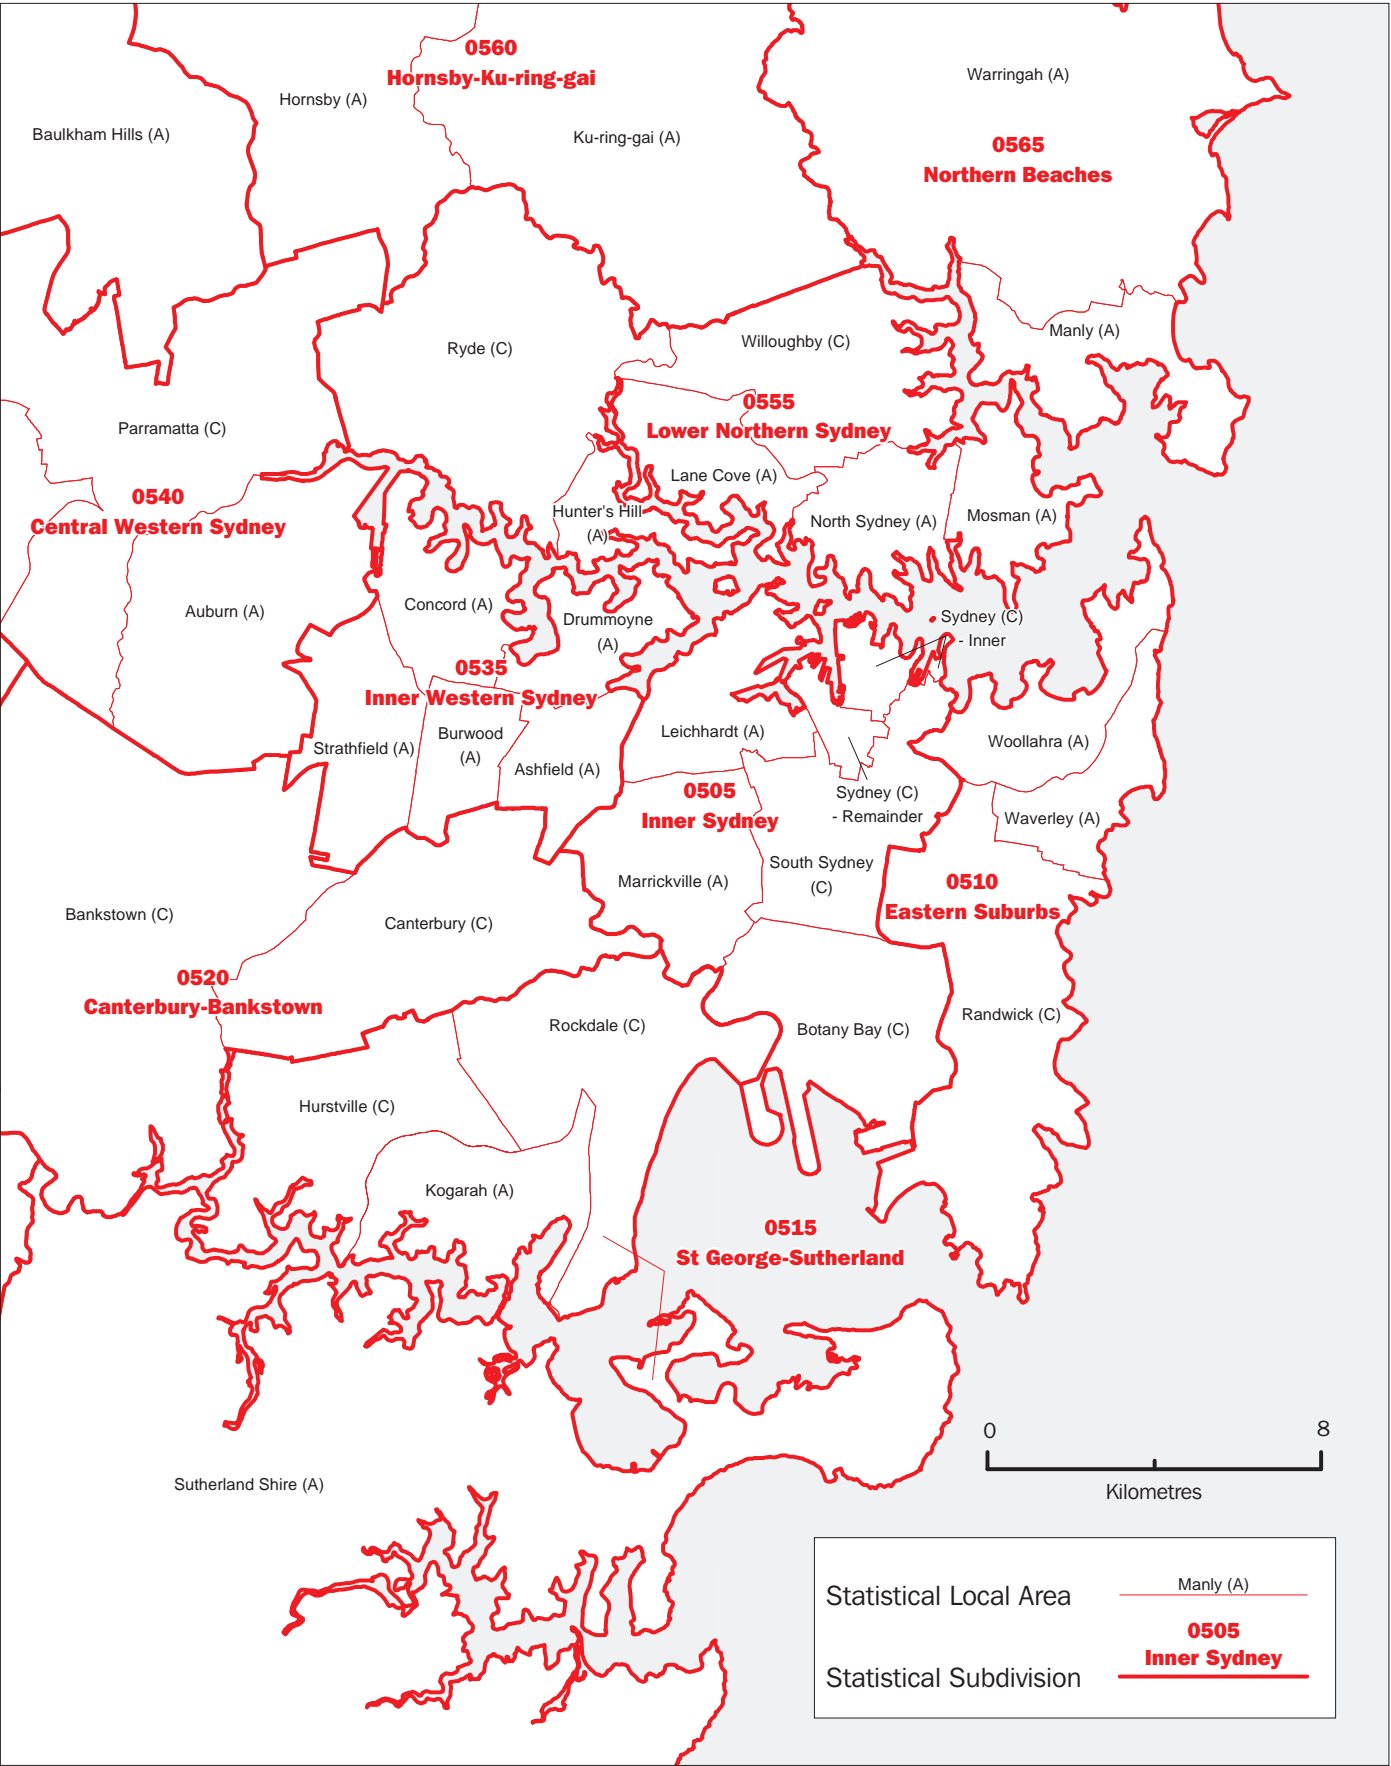 0560
Hornsby-Ku-ring-gai
Warringah (A)
Hornsby (A)
Baulkham Hills (A)
Ku-ring-gai (A)
0565
Northern Beaches
Manly (A)
Willoughby (C)
Ryde (C)
0555
Lower Northern Sydney
Parramatta (C)
Lane Cove (A)
0540
Central Western Sydney
Hunter's Hill
(A)
North Sydney (A)
Mosman (A)
Auburn (A)
Concord (A)
Drummoyne
(A)
Sydney (C)
- Inner
0535
Inner Western Sydney
Strathfield (A)
Burwood
(A)
Ashfield (A)
Leichhardt (A)
Woollahra (A)
Sydney (C)
- Remainder
0505
Inner Sydney
Waverley (A)
Marrickville (A)
South Sydney
(C)
0510
Eastern Suburbs
Bankstown (C)
Canterbury (C)
0520
Canterbury-Bankstown
Rockdale (C)
Botany Bay (C)
Randwick (C)
Hurstville (C)
Kogarah (A)
0515
St George-Sutherland
Sutherland Shire (A)
0 8
Kilometres
Statistical Local Area
Manly (A)
0505
Inner Sydney
Statistical Subdivision